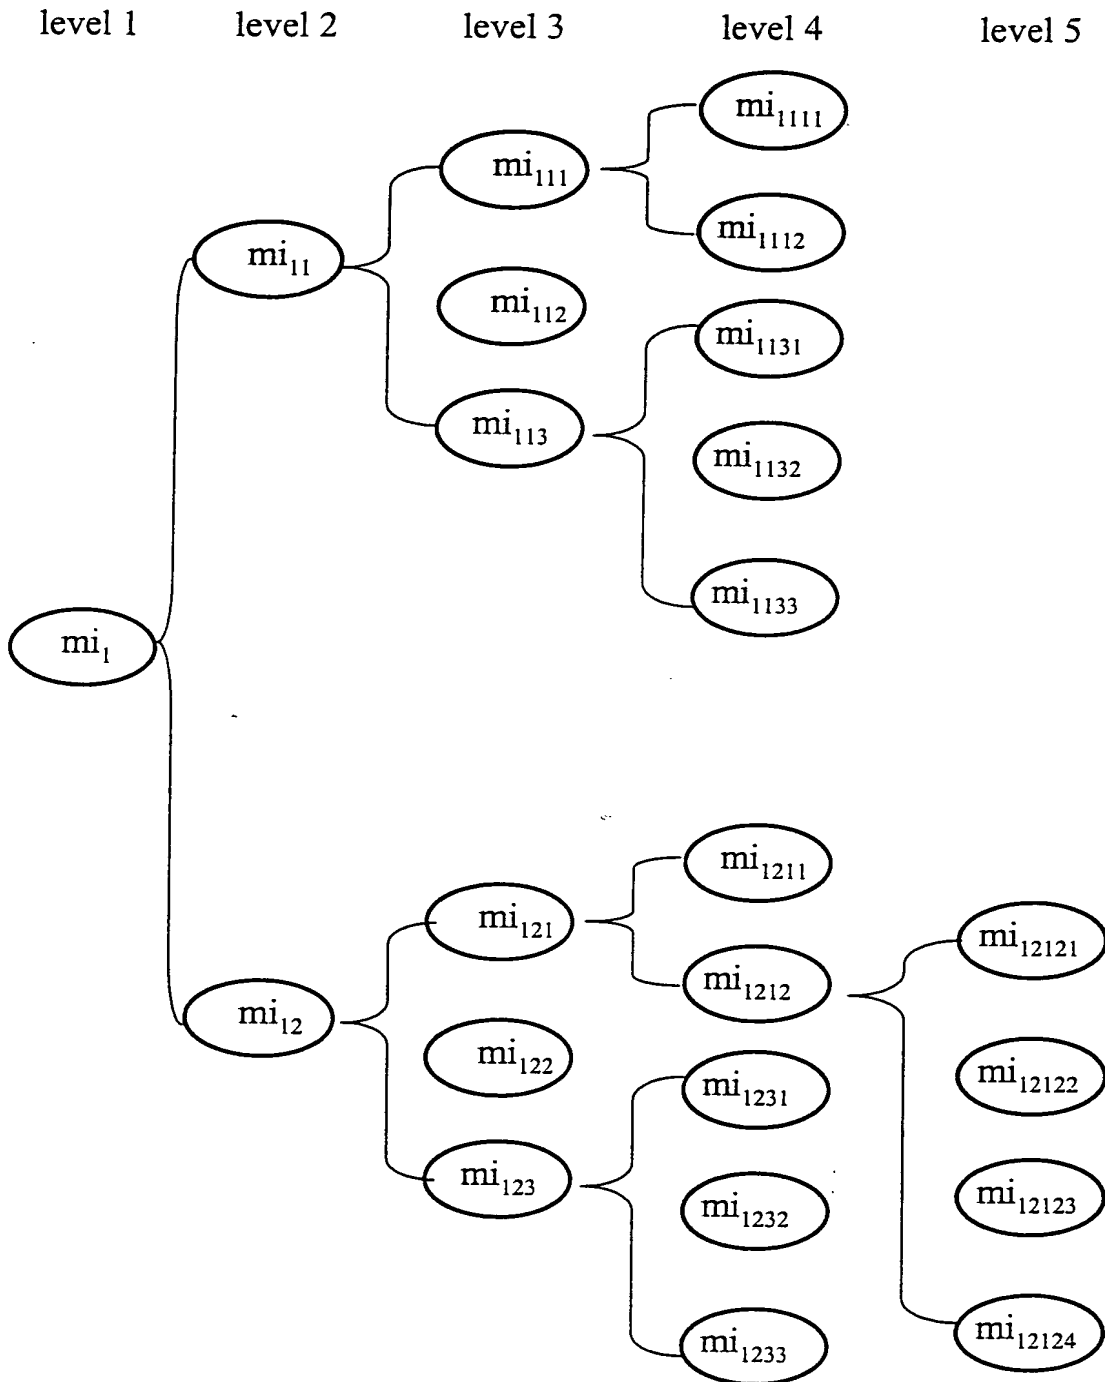 level 1 level 2 level 3 level 4 level 5
mi₁₁₁₁
mi₁₁₁
mi₁₁₁₂
mi₁₁
mi₁₁₂
mi₁₁₃₁
mi₁₁₃
mi₁₁₃₂
mi₁₁₃₃
mi₁
mi₁₂₁₁
mi₁₂₁
mi₁₂₁₂₁
mi₁₂₁₂
mi₁₂
mi₁₂₂
mi₁₂₁₂₂
mi₁₂₃₁
mi₁₂₃
mi₁₂₁₂₃
mi₁₂₃₂
mi₁₂₁₂₄
mi₁₂₃₃